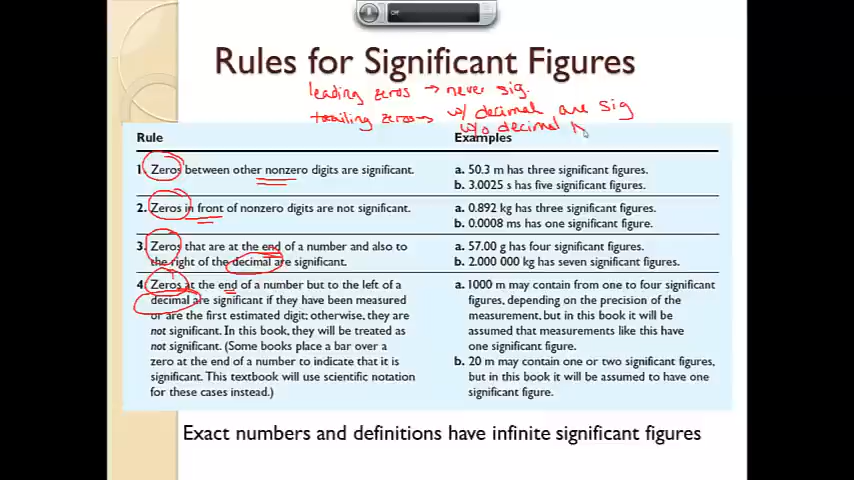 Off
Rules for Significant Figures
leading zeros → never sig.
trailing zeros → w/ decimal are sig
w/o decimal
Rule Examples
1. Zeros between other nonzero digits are significant. a. 50.3 m has three significant figures.
b. 3.0025 s has five significant figures.
2. Zeros in front of nonzero digits are not significant. a. 0.892 kg has three significant figures.
b. 0.0008 ms has one significant figure.
3. Zeros that are at the end of a number and also to a. 57.00 g has four significant figures.
the right of the decimal are significant. b. 2.000 000 kg has seven significant figures.
4. Zeros at the end of a number but to the left of a a. 1000 m may contain from one to four significant
decimal are significant if they have been measured figures, depending on the precision of the
or are the first estimated digit; otherwise, they are measurement, but in this book it will be
not significant. In this book, they will be treated as assumed that measurements like this have
not significant. (Some books place a bar over a one significant figure.
zero at the end of a number to indicate that it is b. 20 m may contain one or two significant figures,
significant. This textbook will use scientific notation but in this book it will be assumed to have one
for these cases instead.) significant figure.
Exact numbers and definitions have infinite significant figures